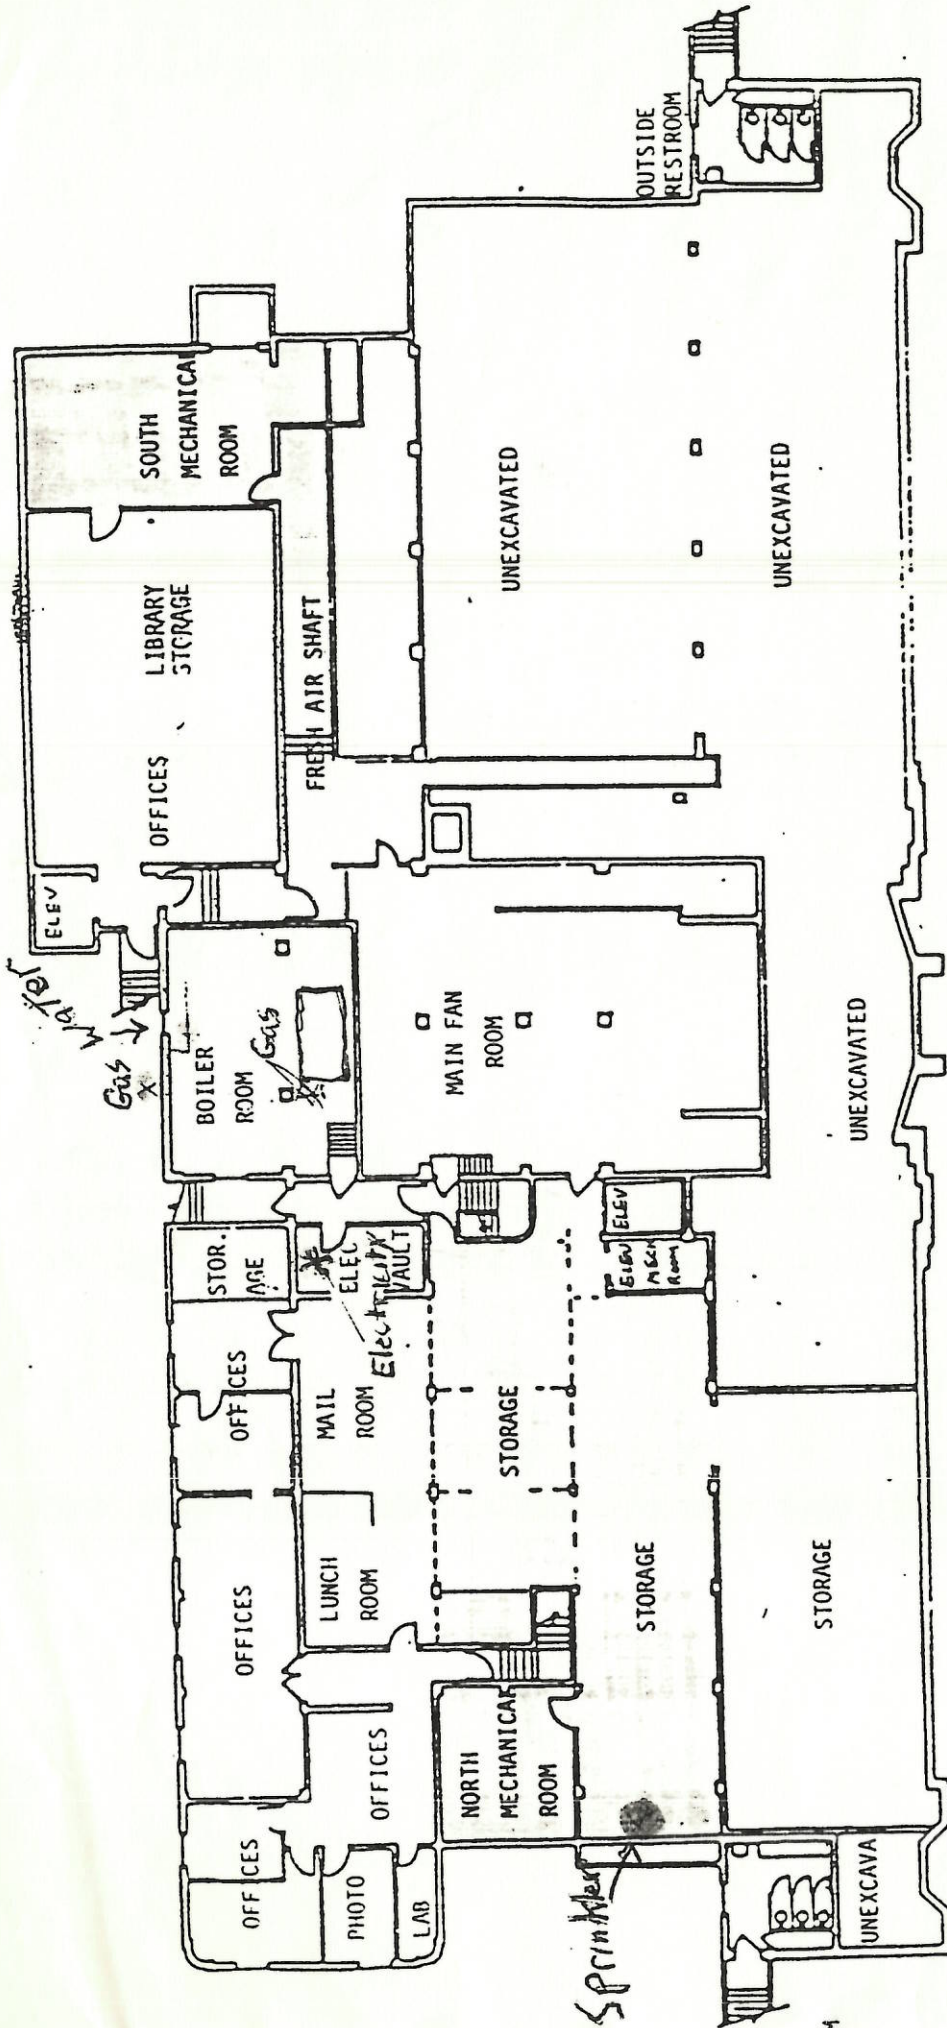 OUTSIDE
RESTROOM
SOUTH
MECHANICAL
ROOM
UNEXCAVATED
UNEXCAVATED
LIBRARY
STORAGE
FRESH AIR SHAFT
OFFICES
ELEV
Water
Gas
BOILER
ROOM
Gas
MAIN FAN
ROOM
UNEXCAVATED
STOR.
AGE
ELEC
VAULT
Electricity
ELEV
ELEV
MECH
ROOM
OFFICES
OFFICES
MAIL
ROOM
STORAGE
OFFICES
LUNCH
ROOM
STORAGE
STORAGE
OFFICES
NORTH
MECHANICAL
ROOM
OFFICES
PHOTO
LAB
Sprinkler
UNEXCAVA
M